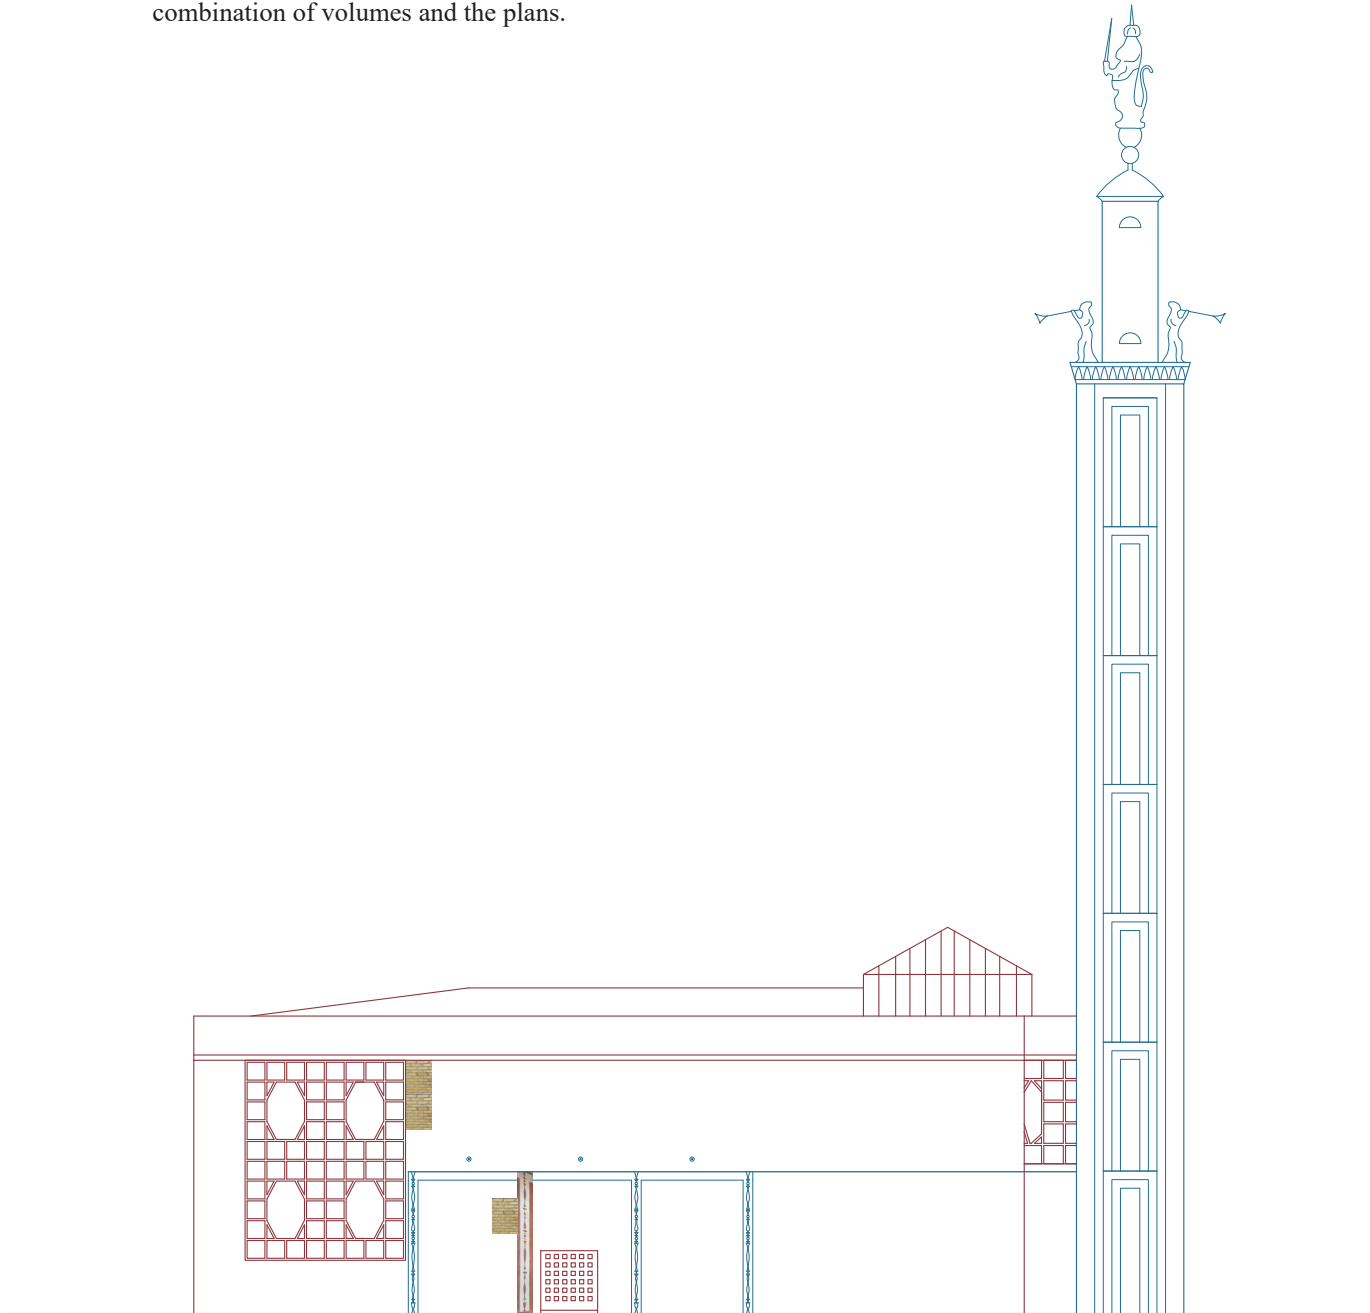 combination of volumes and the plans.